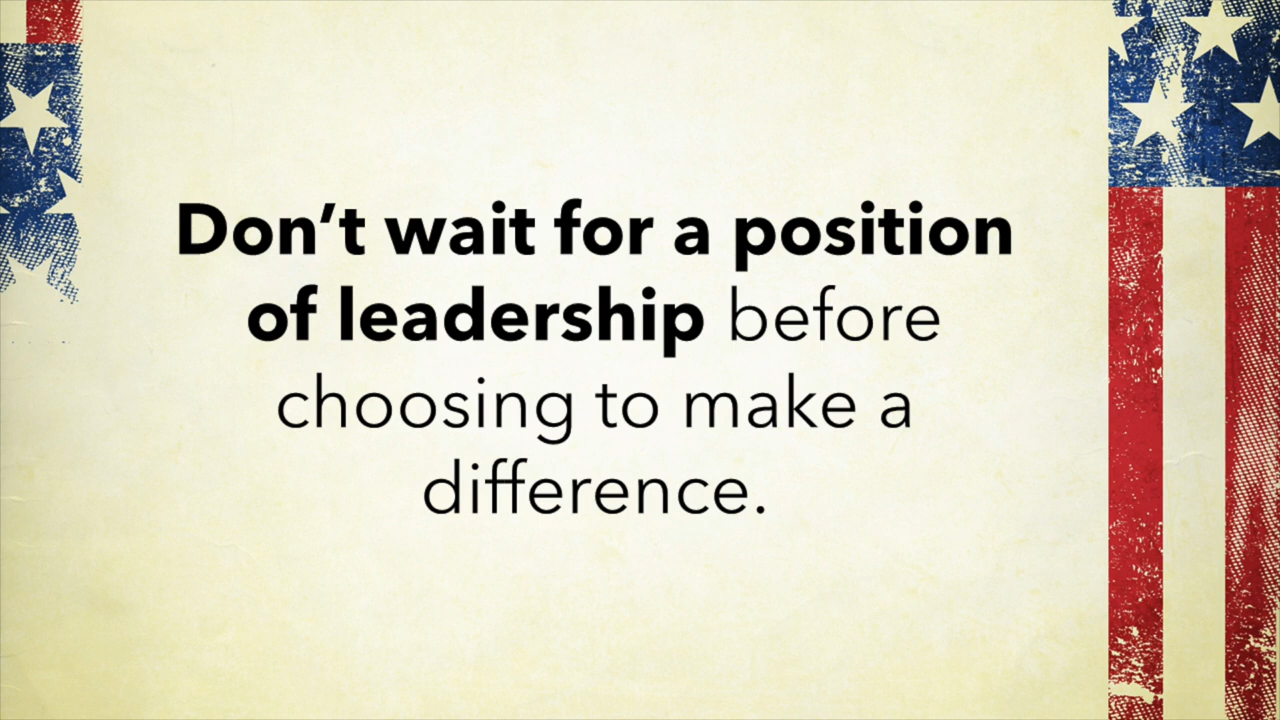 Don’t wait for a position
of leadership before
choosing to make a
difference.